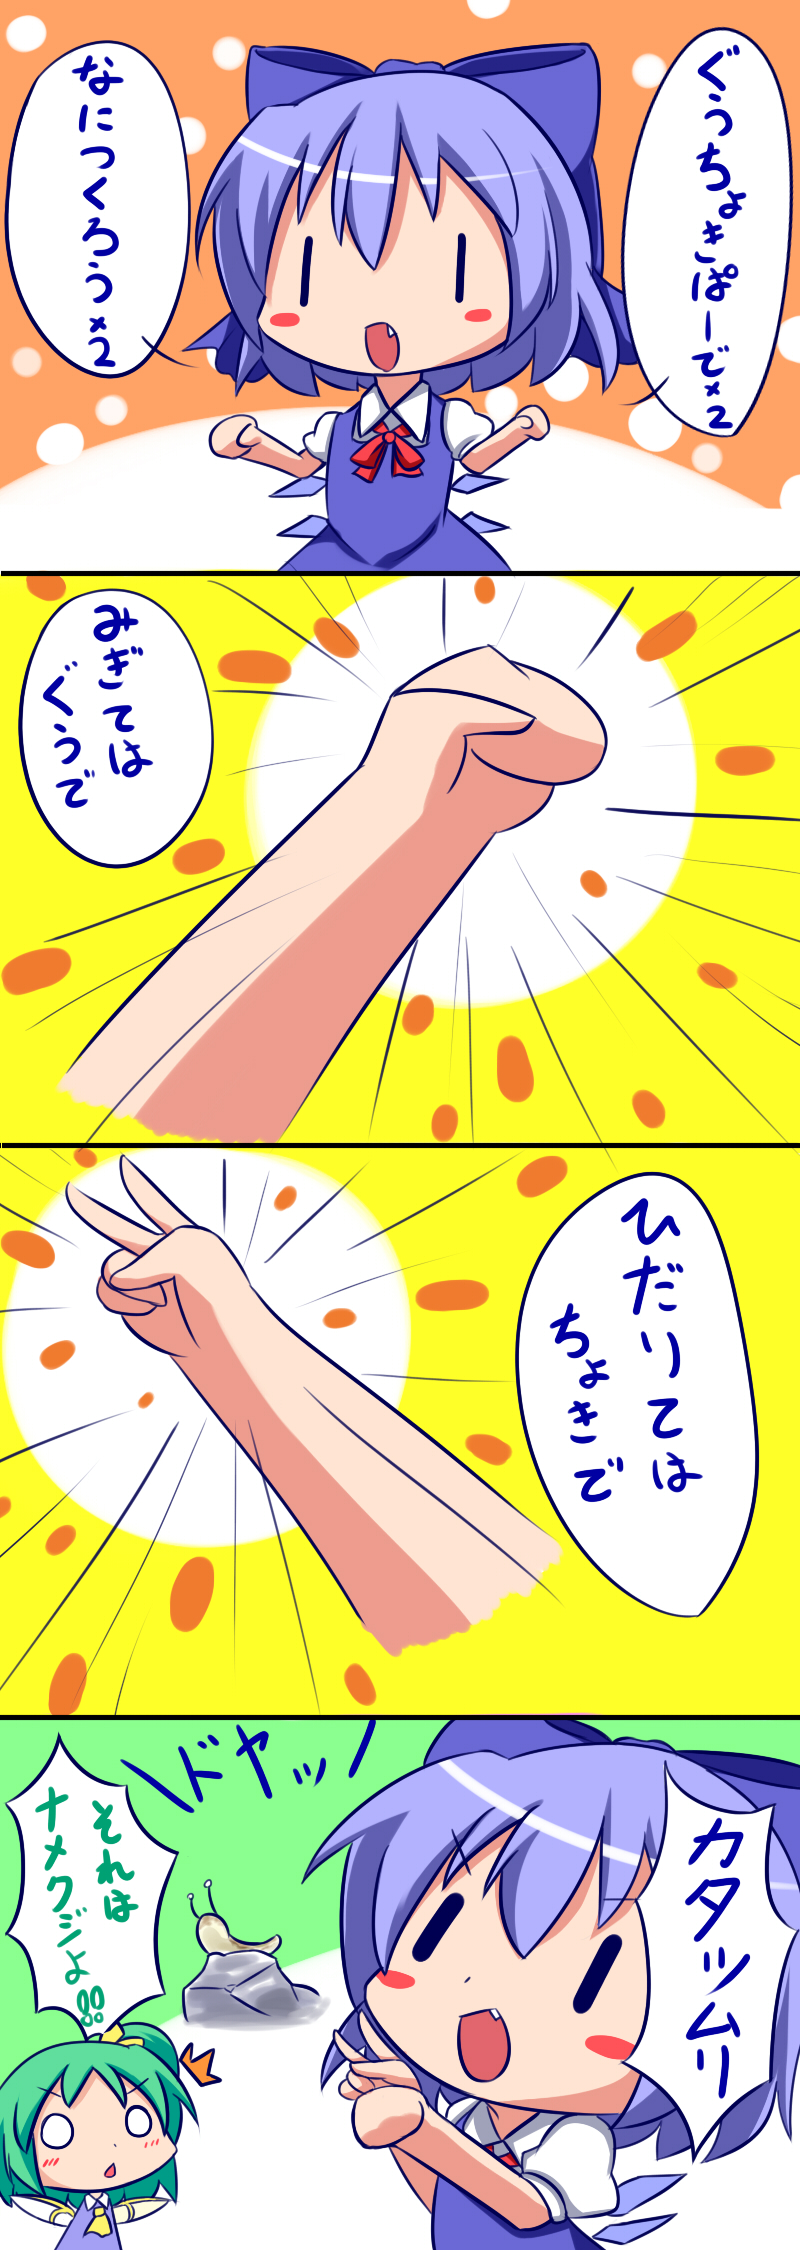 ぐうちょきぱーで×2
なにつくろう×2
みぎては
ぐうで
ひだりては
ちょきで
カタツムリ
ドヤッ
それは
ナメクジよ!!